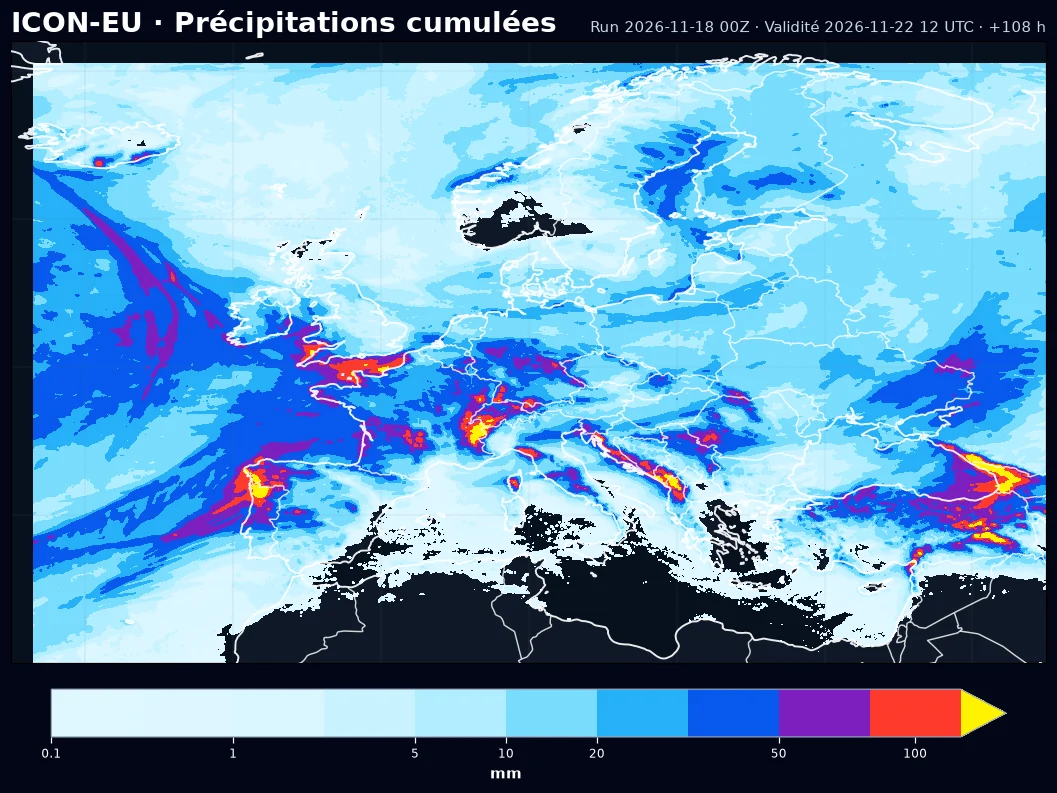 ICON-EU · Précipitations cumulées
Run 2026-11-18 00Z · Validité 2026-11-22 12 UTC · +108 h
0.1 1 5 10 20 50 100
mm